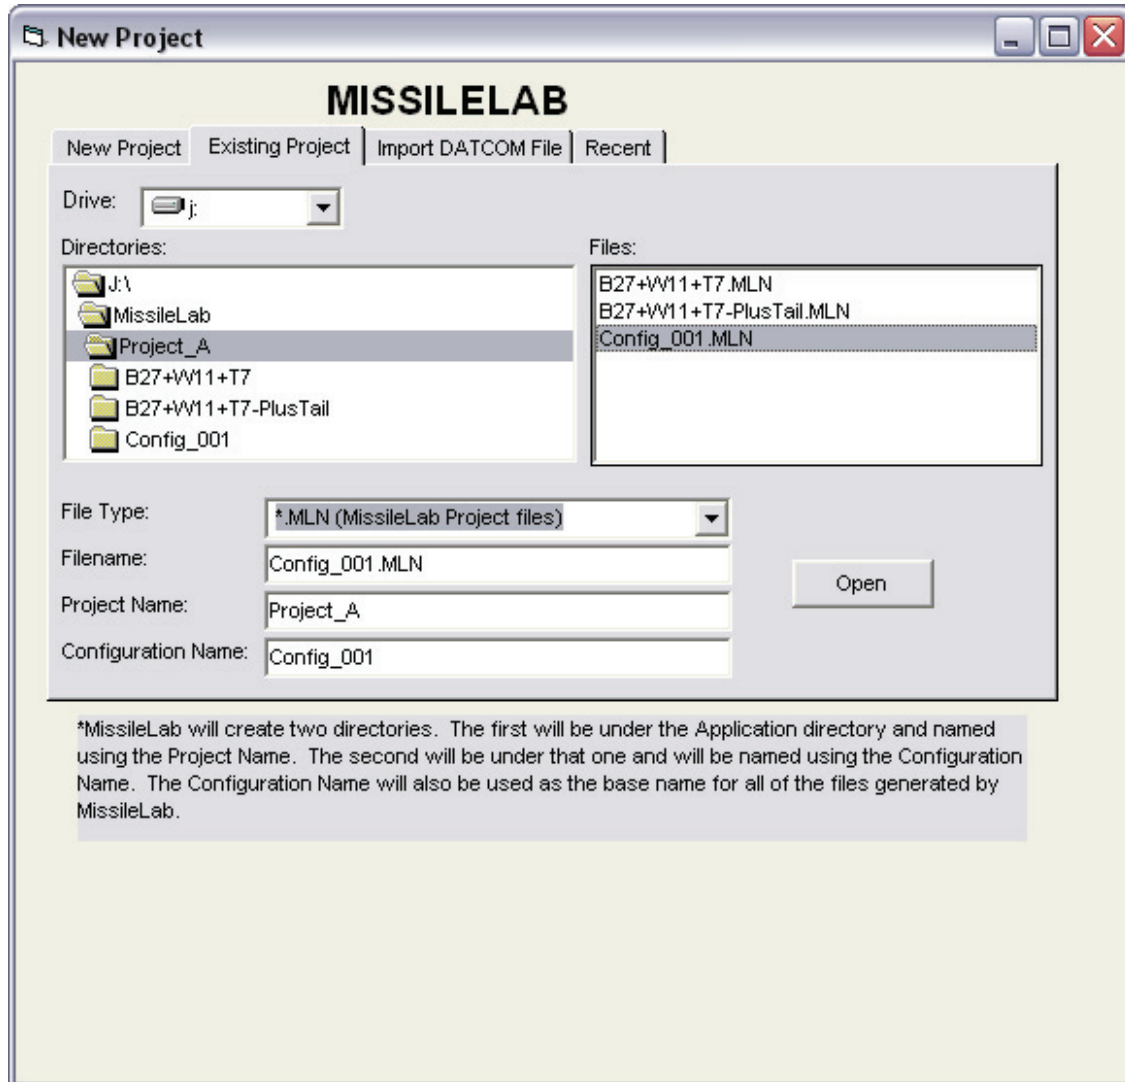 New Project
MISSILELAB
New Project Existing Project Import DATCOM File Recent
Drive: j:
Directories:
J:\
MissileLab
Project_A
B27+W11+T7
B27+W11+T7-PlusTail
Config_001
Files:
B27+W11+T7.MLN
B27+W11+T7-PlusTail.MLN
Config_001.MLN
File Type: *.MLN (MissileLab Project files)
Filename: Config_001.MLN
Project Name: Project_A
Configuration Name: Config_001
Open
*MissileLab will create two directories. The first will be under the Application directory and named
using the Project Name. The second will be under that one and will be named using the Configuration
Name. The Configuration Name will also be used as the base name for all of the files generated by
MissileLab.